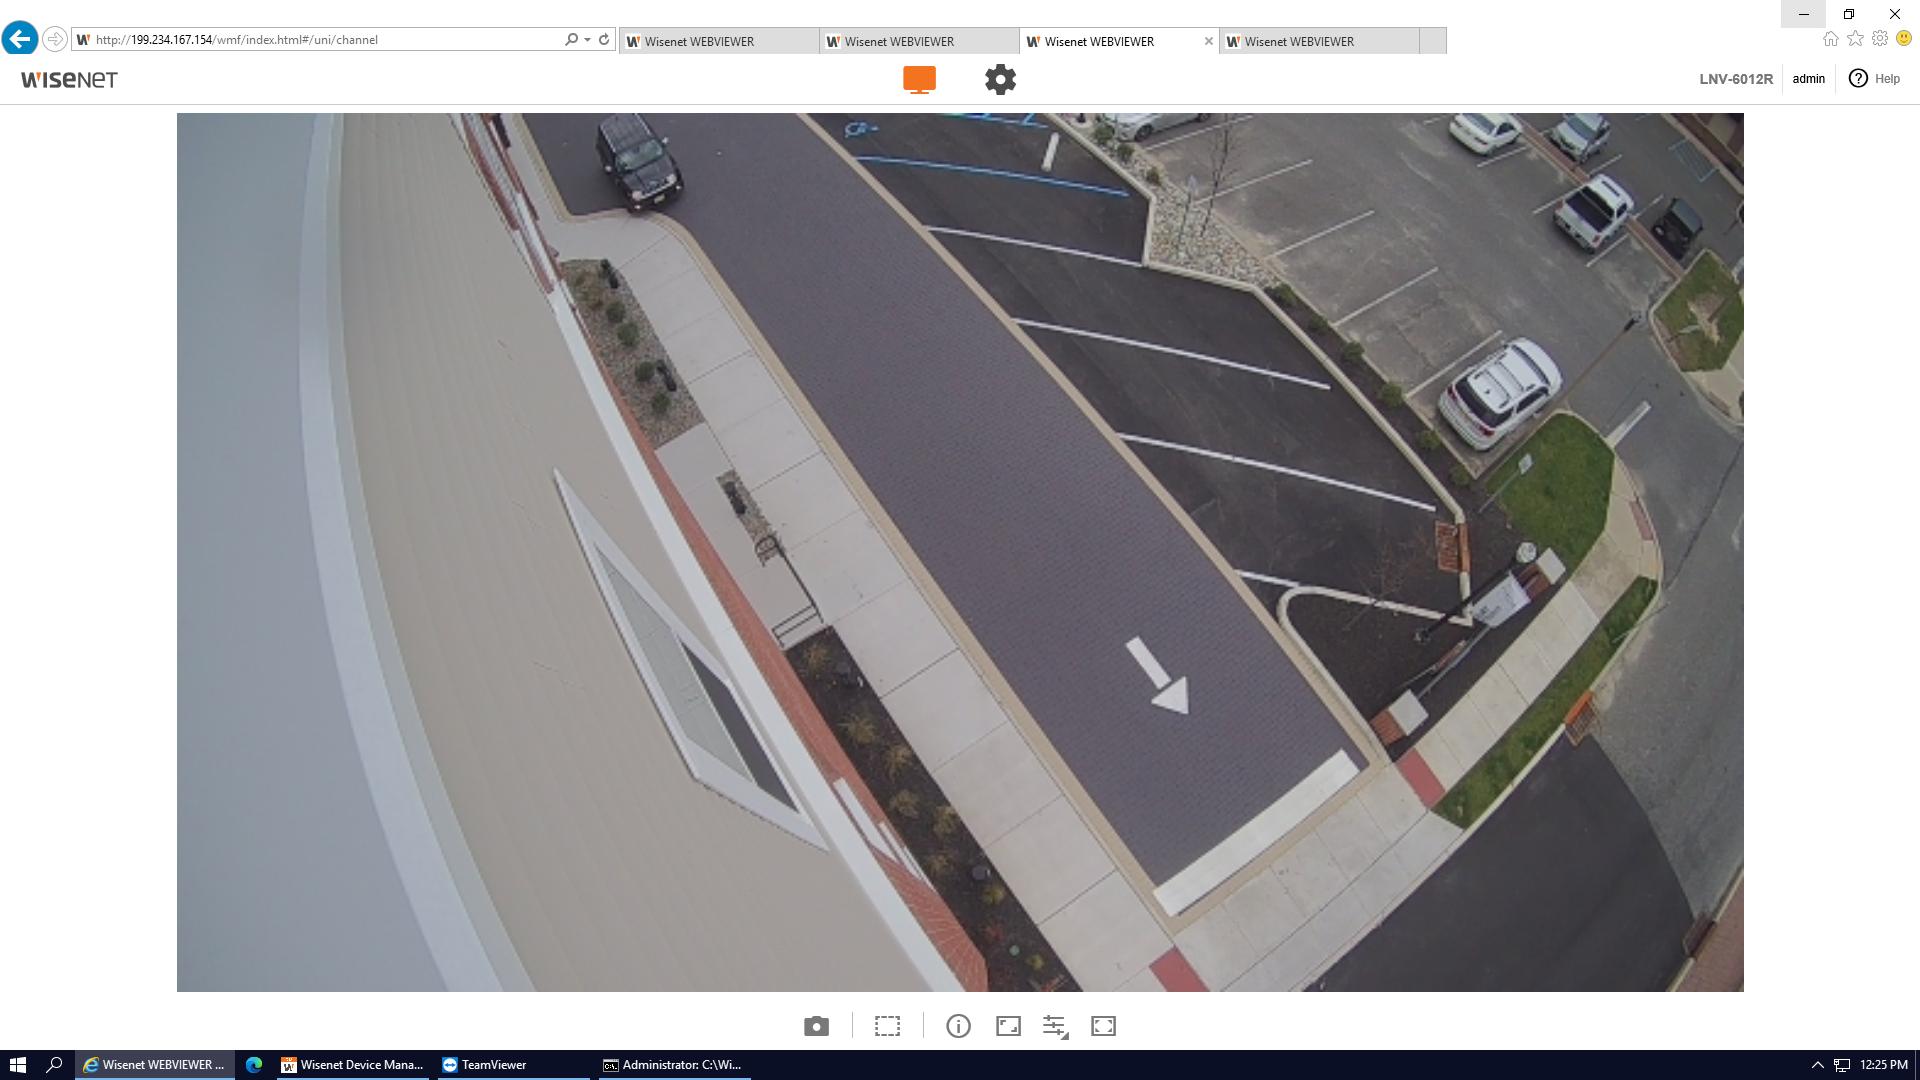 http://199.234.167.154/wmf/index.html#/uni/channel
Wisenet WEBVIEWER
Wisenet WEBVIEWER
Wisenet WEBVIEWER
Wisenet WEBVIEWER
WISENET
LNV-6012R
admin
Help
Wisenet WEBVIEWER ...
Wisenet Device Mana...
TeamViewer
Administrator: C:\Wi...
12:25 PM